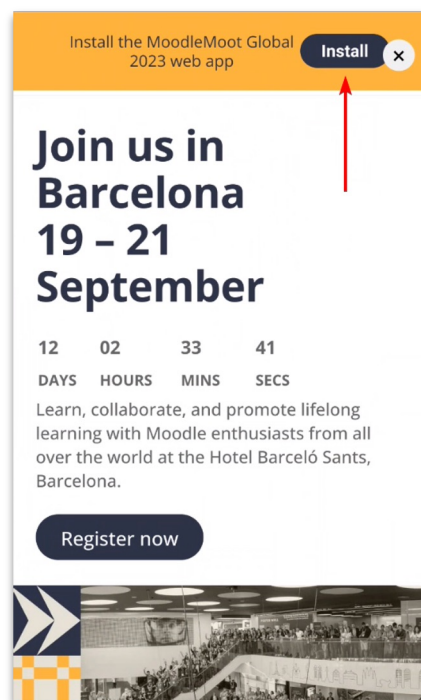 Install the MoodleMoot Global
2023 web app
Install
×
Join us in
Barcelona
19 – 21
September
12 02 33 41
DAYS HOURS MINS SECS
Learn, collaborate, and promote lifelong
learning with Moodle enthusiasts from all
over the world at the Hotel Barceló Sants,
Barcelona.
Register now